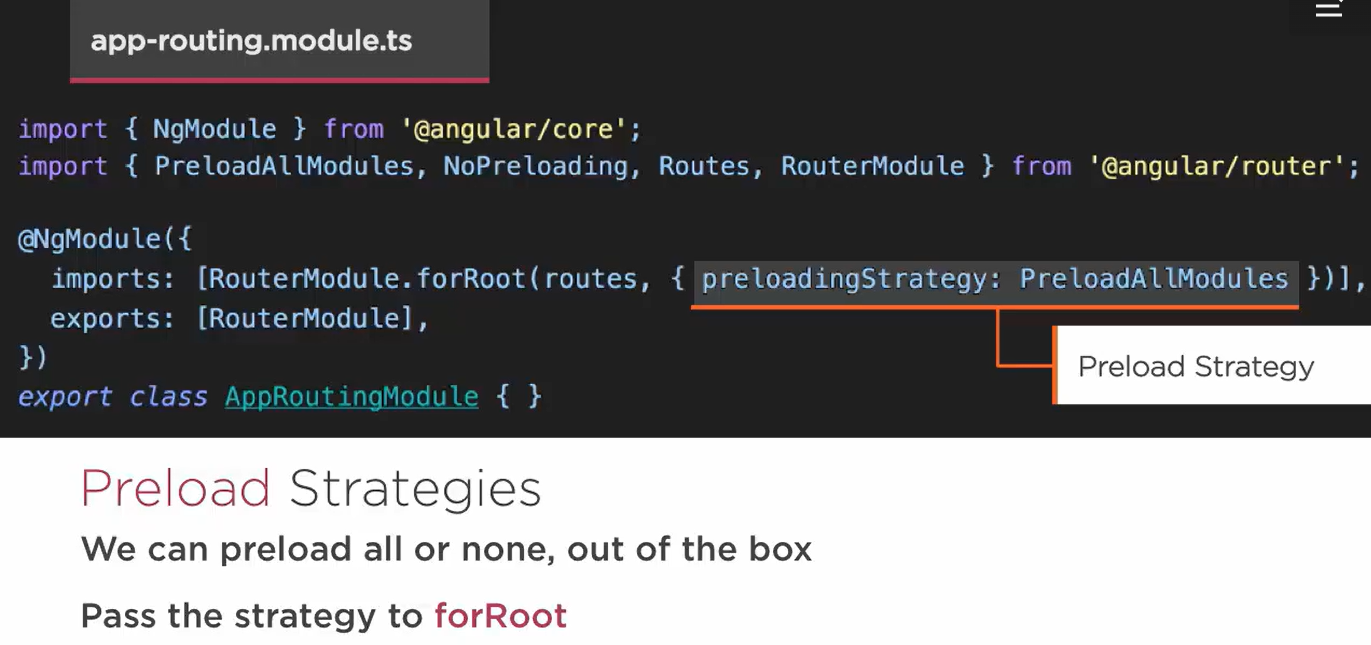 app-routing.module.ts
import { NgModule } from '@angular/core';
import { PreloadAllModules, NoPreloading, Routes, RouterModule } from '@angular/router';
@NgModule({
imports: [RouterModule.forRoot(routes, { preloadingStrategy: PreloadAllModules })],
exports: [RouterModule],
})
export class AppRoutingModule { }
Preload Strategy
Preload Strategies
We can preload all or none, out of the box
Pass the strategy to forRoot